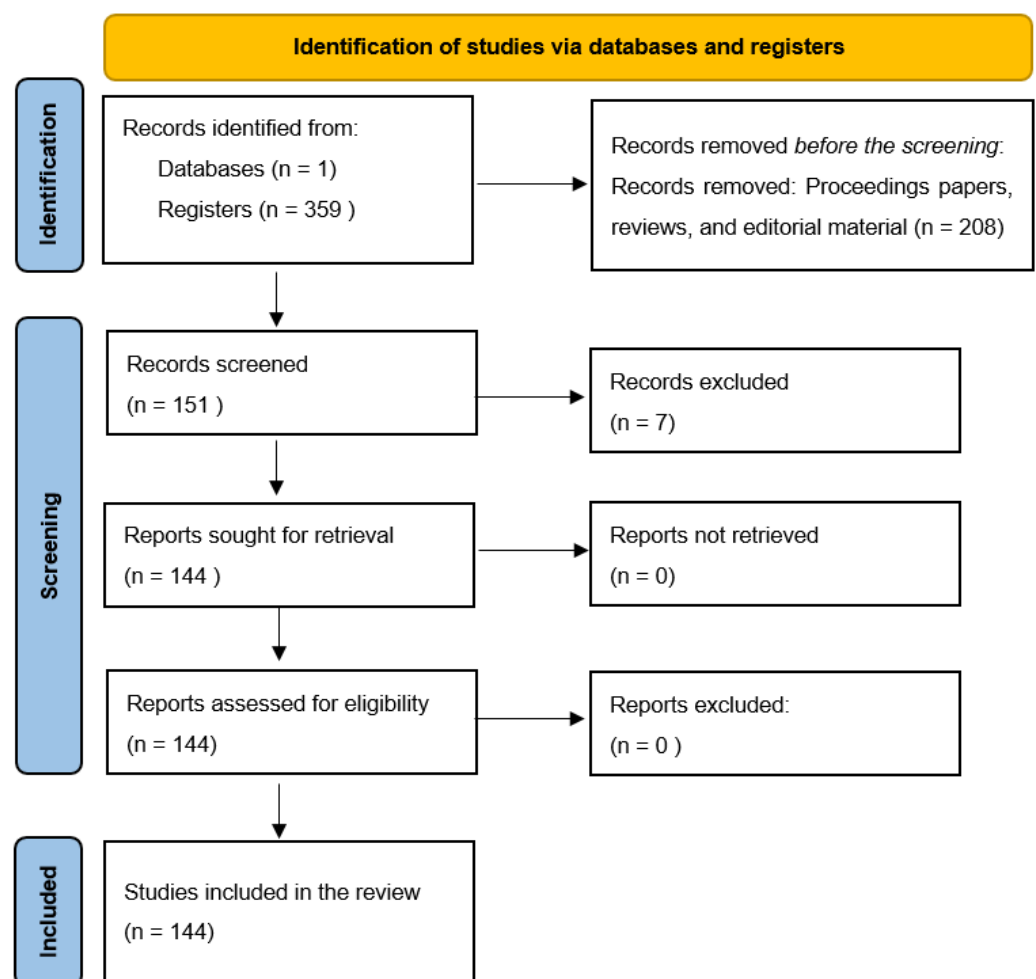 Identification of studies via databases and registers
Identification
Records identified from:
Databases (n = 1)
Registers (n = 359 )
Records removed before the screening:
Records removed: Proceedings papers,
reviews, and editorial material (n = 208)
Screening
Records screened
(n = 151 )
Records excluded
(n = 7)
Reports sought for retrieval
(n = 144 )
Reports not retrieved
(n = 0)
Reports assessed for eligibility
(n = 144)
Reports excluded:
(n = 0 )
Included
Studies included in the review
(n = 144)